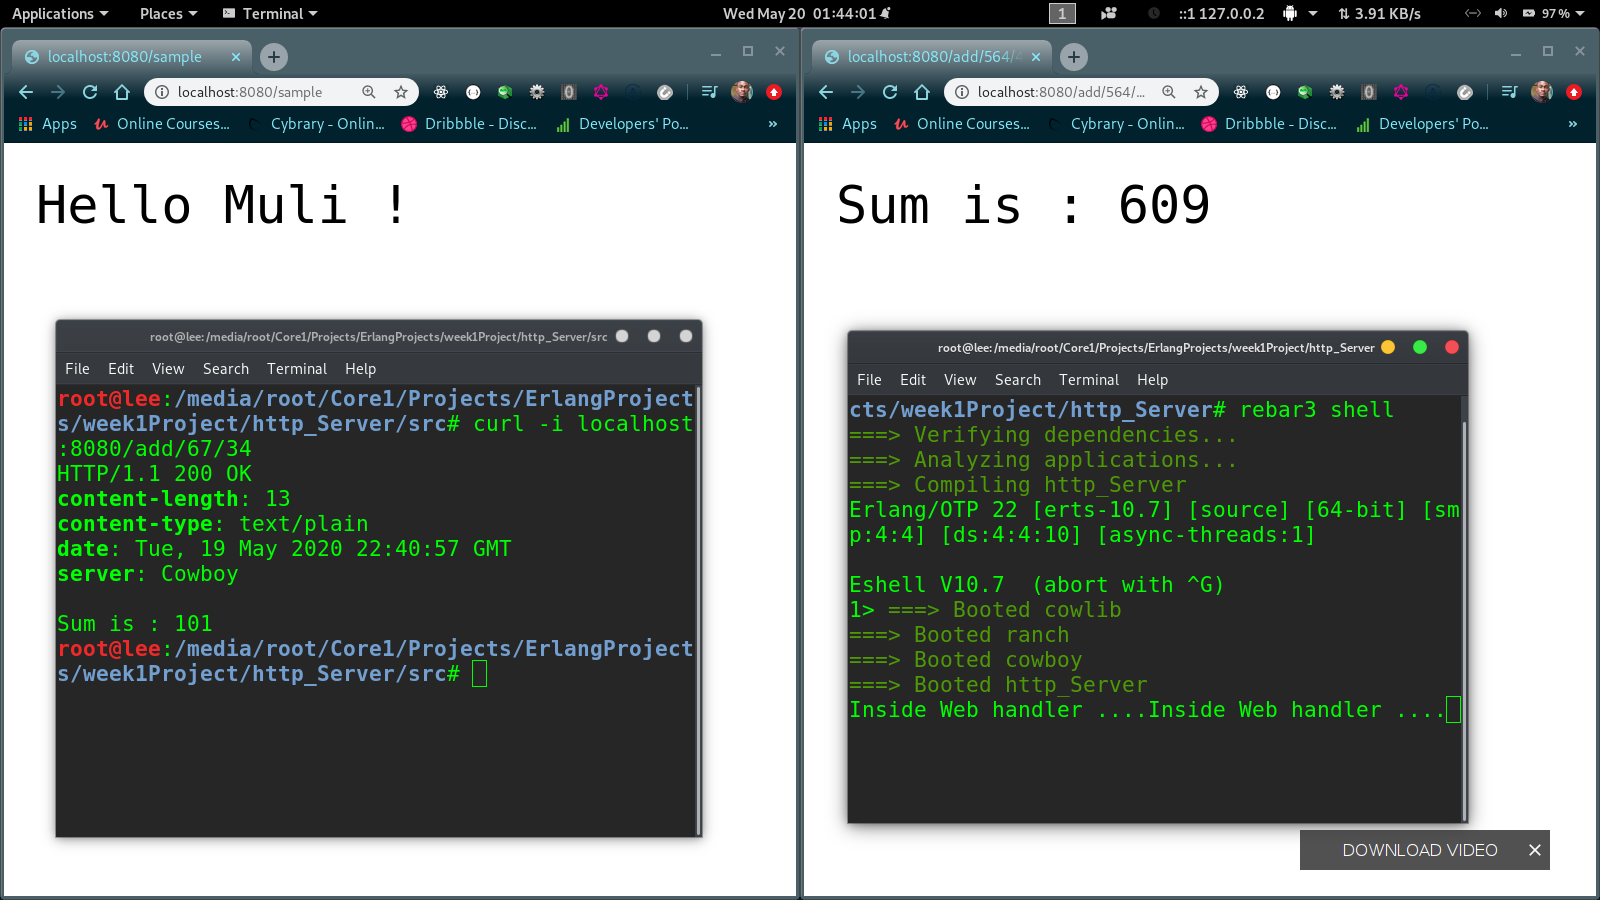 Applications Places Terminal Wed May 20 01:44:01 1 ::1 127.0.0.2 3.91 KB/s 97 %
localhost:8080/sample
localhost:8080/sample
Apps Online Courses... Cybrary - Onlin... Dribbble - Disc... Developers' Po... »
Hello Muli !
root@lee: /media/root/Core1/Projects/ErlangProjects/week1Project/http_Server/src
File Edit View Search Terminal Help
root@lee:/media/root/Core1/Projects/ErlangProject
s/week1Project/http_Server/src# curl -i localhost
:8080/add/67/34
HTTP/1.1 200 OK
content-length: 13
content-type: text/plain
date: Tue, 19 May 2020 22:40:57 GMT
server: Cowboy
Sum is : 101
root@lee:/media/root/Core1/Projects/ErlangProject
s/week1Project/http_Server/src#
localhost:8080/add/564/4
localhost:8080/add/564/...
Apps Online Courses... Cybrary - Onlin... Dribbble - Disc... Developers' Po... »
Sum is : 609
root@lee: /media/root/Core1/Projects/ErlangProjects/week1Project/http_Server
File Edit View Search Terminal Help
cts/week1Project/http_Server# rebar3 shell
===> Verifying dependencies...
===> Analyzing applications...
===> Compiling http_Server
Erlang/OTP 22 [erts-10.7] [source] [64-bit] [sm
p:4:4] [ds:4:4:10] [async-threads:1]
Eshell V10.7  (abort with ^G)
1> ===> Booted cowlib
===> Booted ranch
===> Booted cowboy
===> Booted http_Server
Inside Web handler ....Inside Web handler ....
DOWNLOAD VIDEO